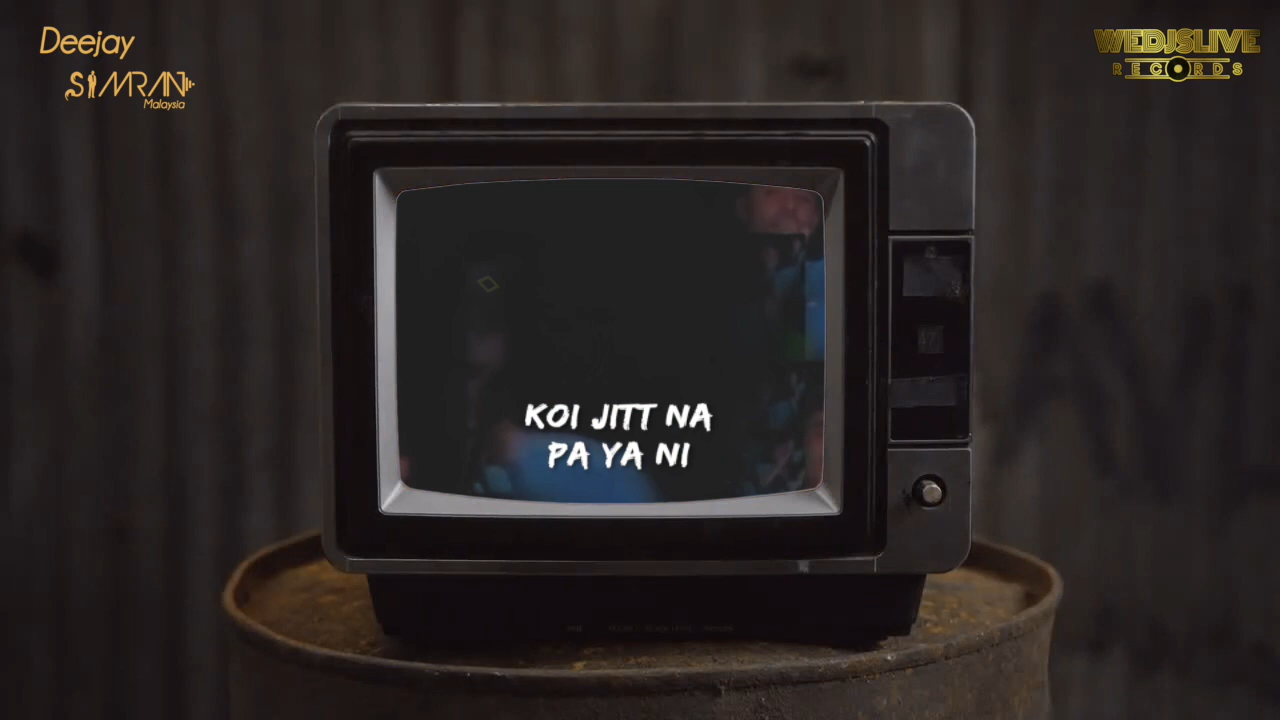 Deejay
SIMRAN
Malaysia
WEDJSLIVE
RECORDS
KOI JITT NA
PA YA NI